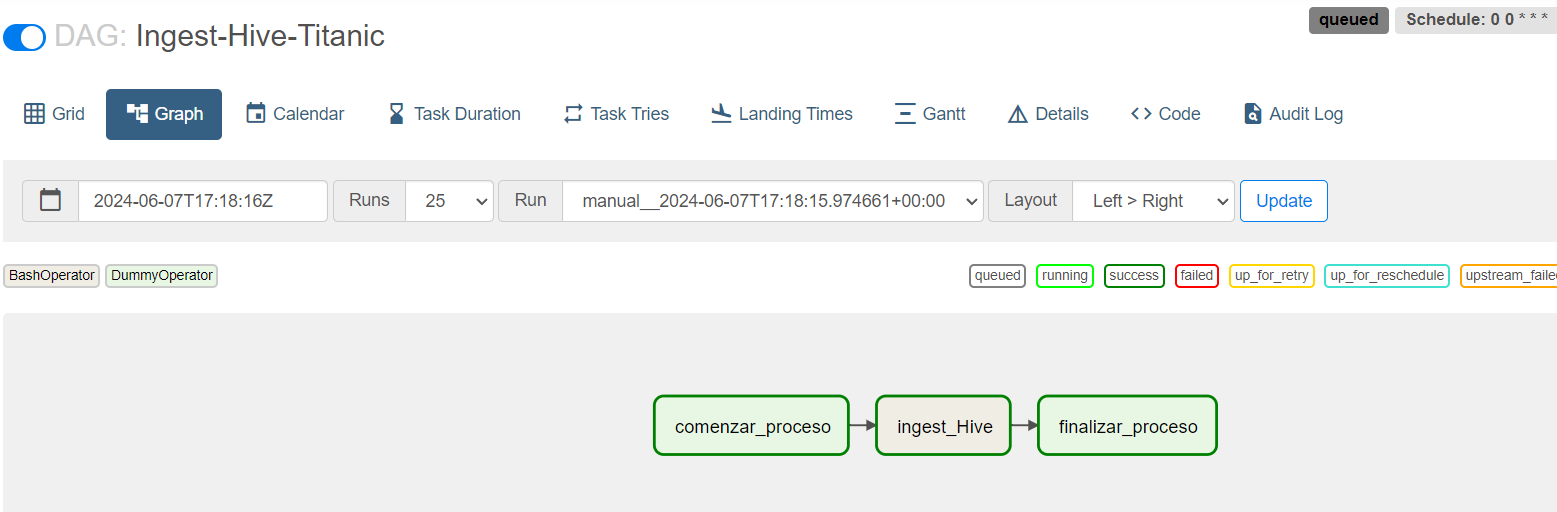 queued Schedule: 0 0 * * *
DAG: Ingest-Hive-Titanic
Grid Graph Calendar Task Duration Task Tries Landing Times Gantt Details <> Code Audit Log
2024-06-07T17:18:16Z Runs 25 Run manual__2024-06-07T17:18:15.974661+00:00 Layout Left > Right Update
BashOperator DummyOperator queued running success failed up_for_retry up_for_reschedule upstream_faile
comenzar_proceso ingest_Hive finalizar_proceso